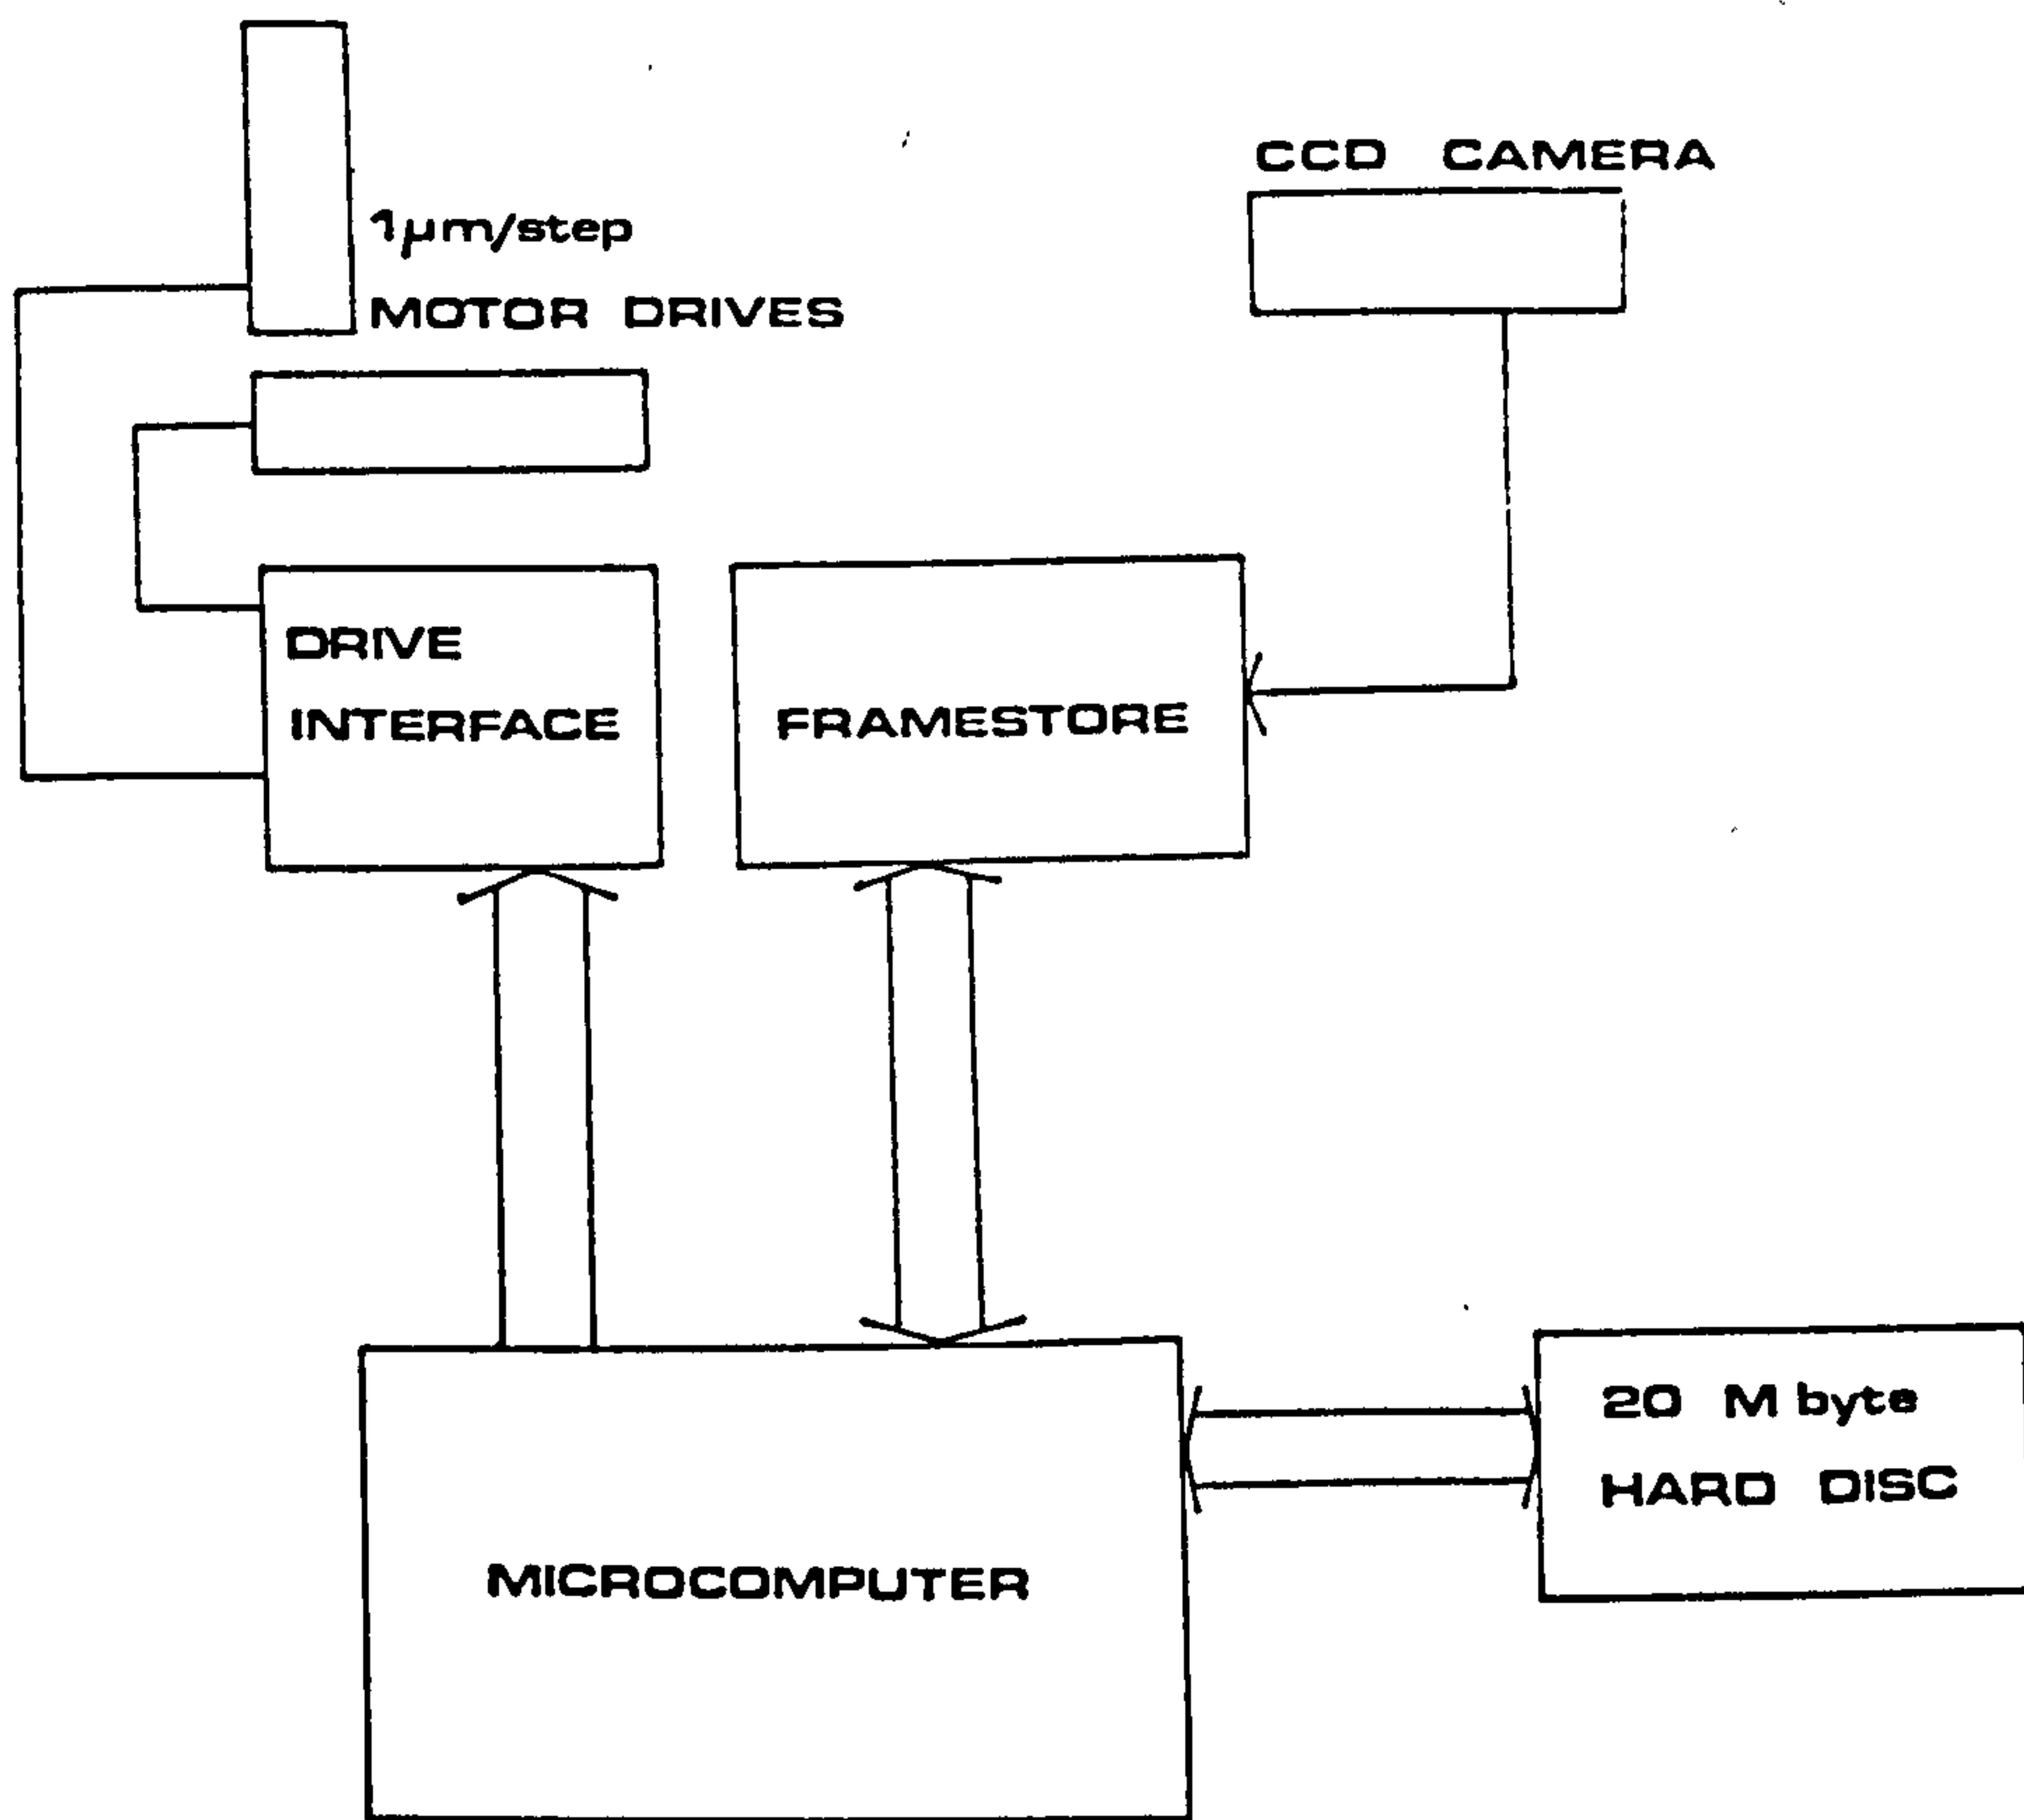 CCD CAMERA
1μm/step
MOTOR DRIVES
DRIVE
INTERFACE
FRAMESTORE
20 M byte
HARD DISC
MICROCOMPUTER